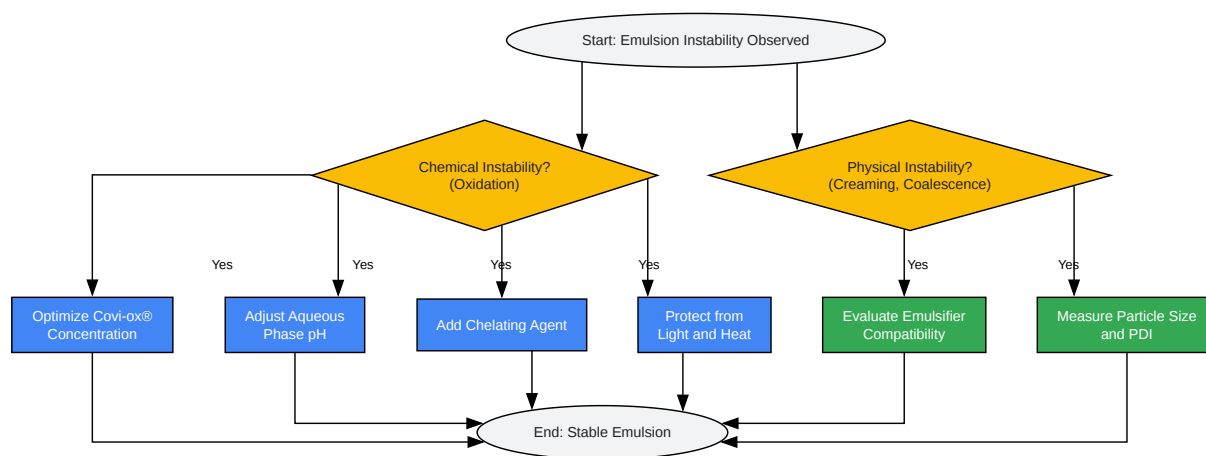 Start: Emulsion Instability Observed
Chemical Instability?
(Oxidation)
Physical Instability?
(Creaming, Coalescence)
Yes
Yes
Yes
Yes
Yes
Yes
Optimize Covi-ox®
Concentration
Adjust Aqueous
Phase pH
Add Chelating Agent
Protect from
Light and Heat
Evaluate Emulsifier
Compatibility
Measure Particle Size
and PDI
End: Stable Emulsion